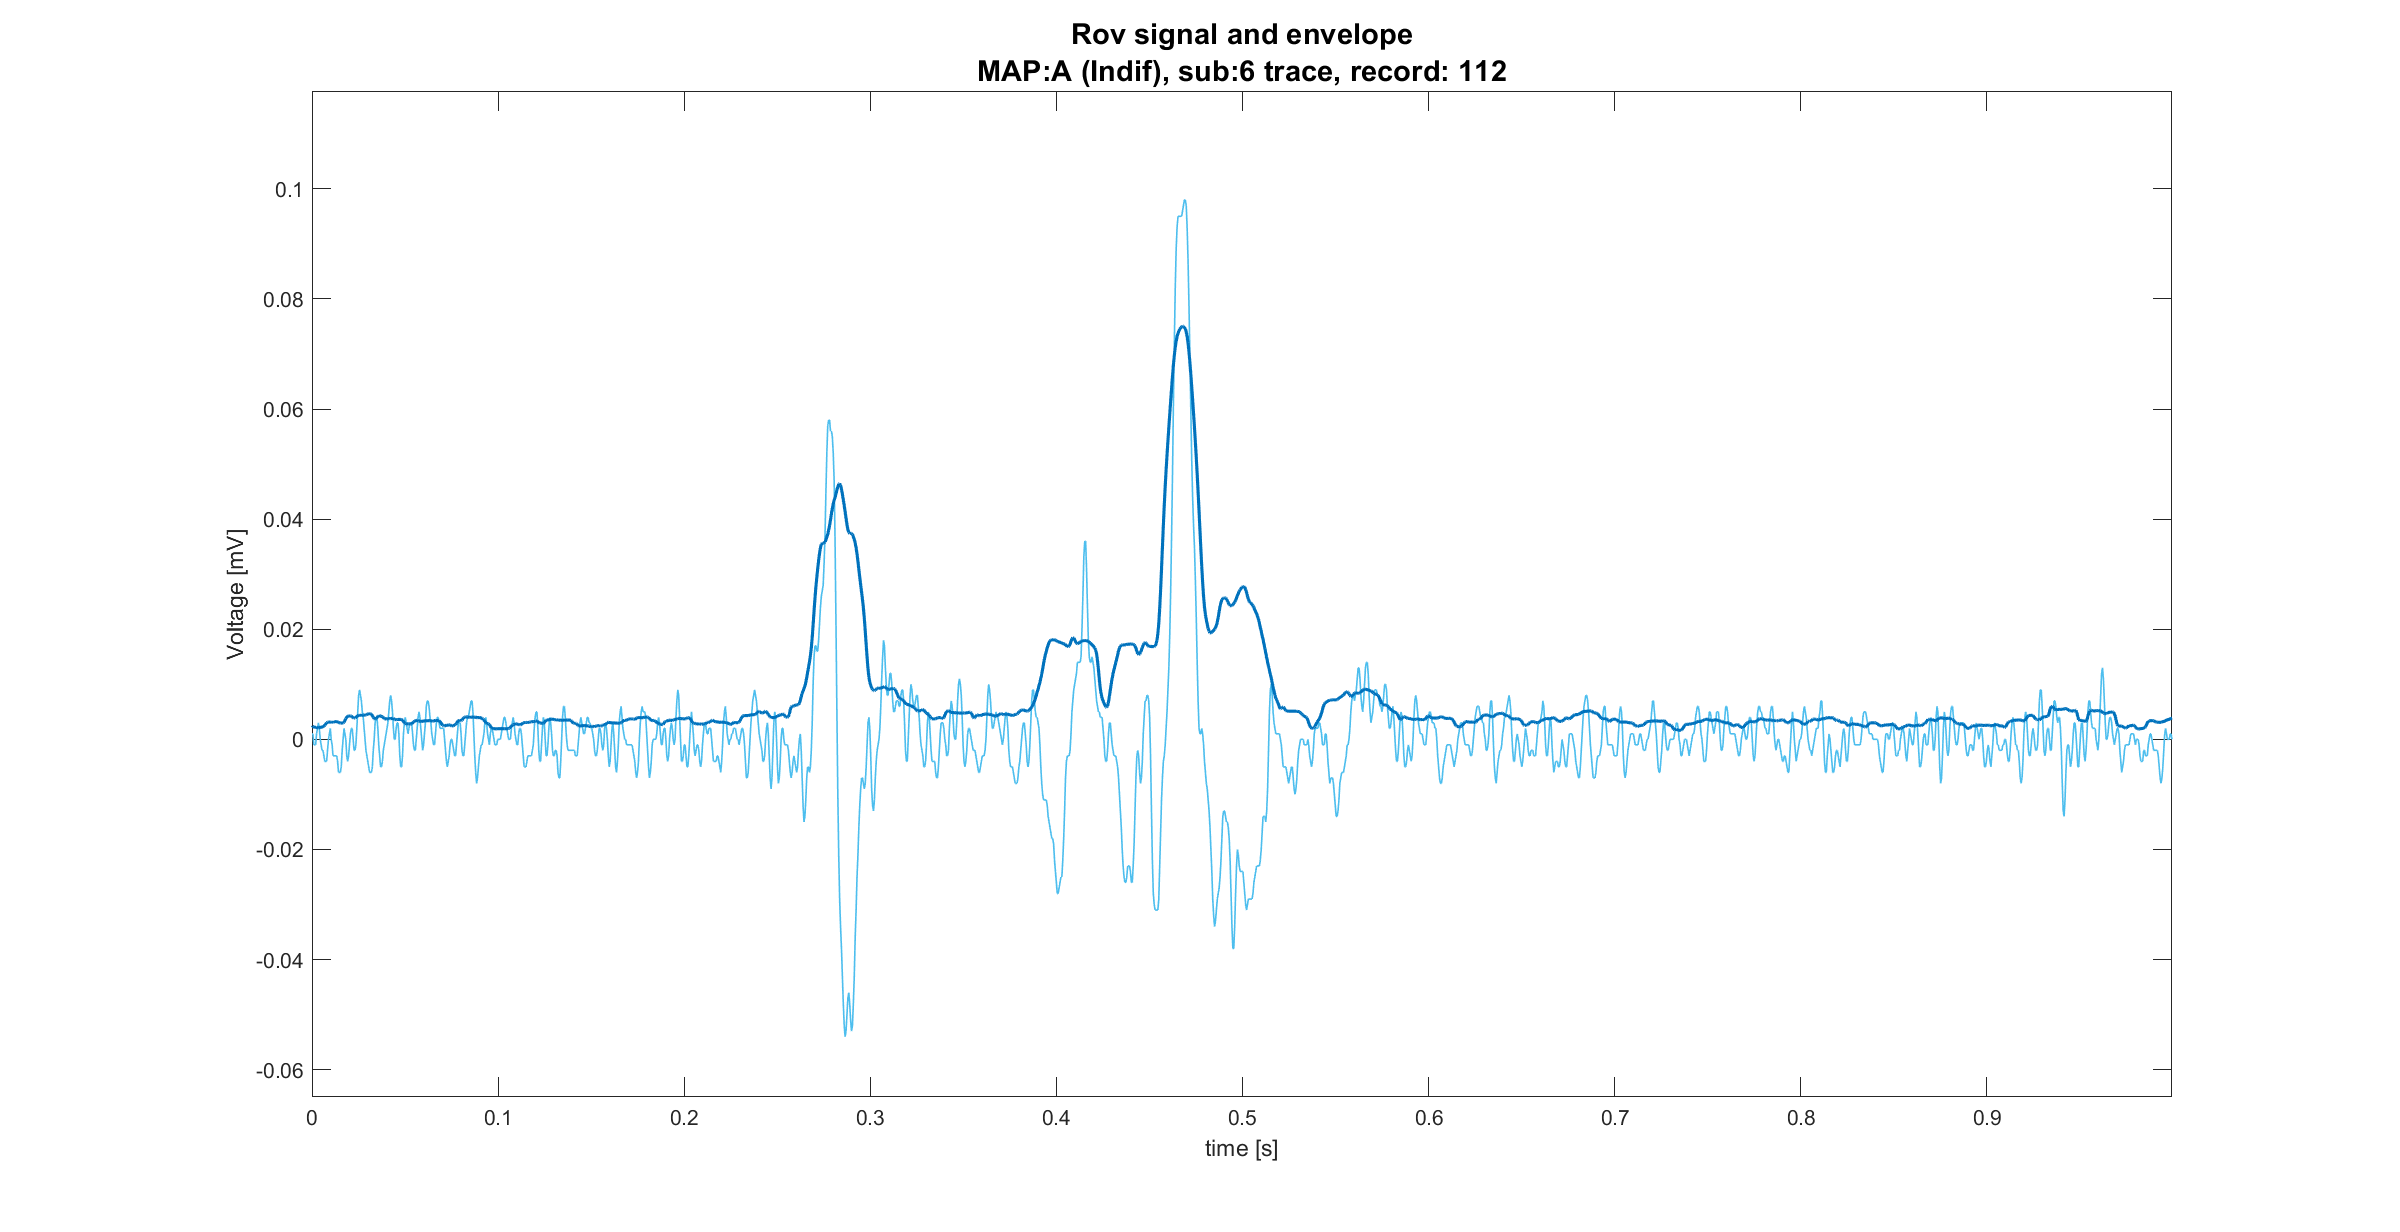 Rov signal and envelope
MAP:A (Indif), sub:6 trace, record: 112
Voltage [mV]
0.1
0.08
0.06
0.04
0.02
0
-0.02
-0.04
-0.06
0 0.1 0.2 0.3 0.4 0.5 0.6 0.7 0.8 0.9
time [s]